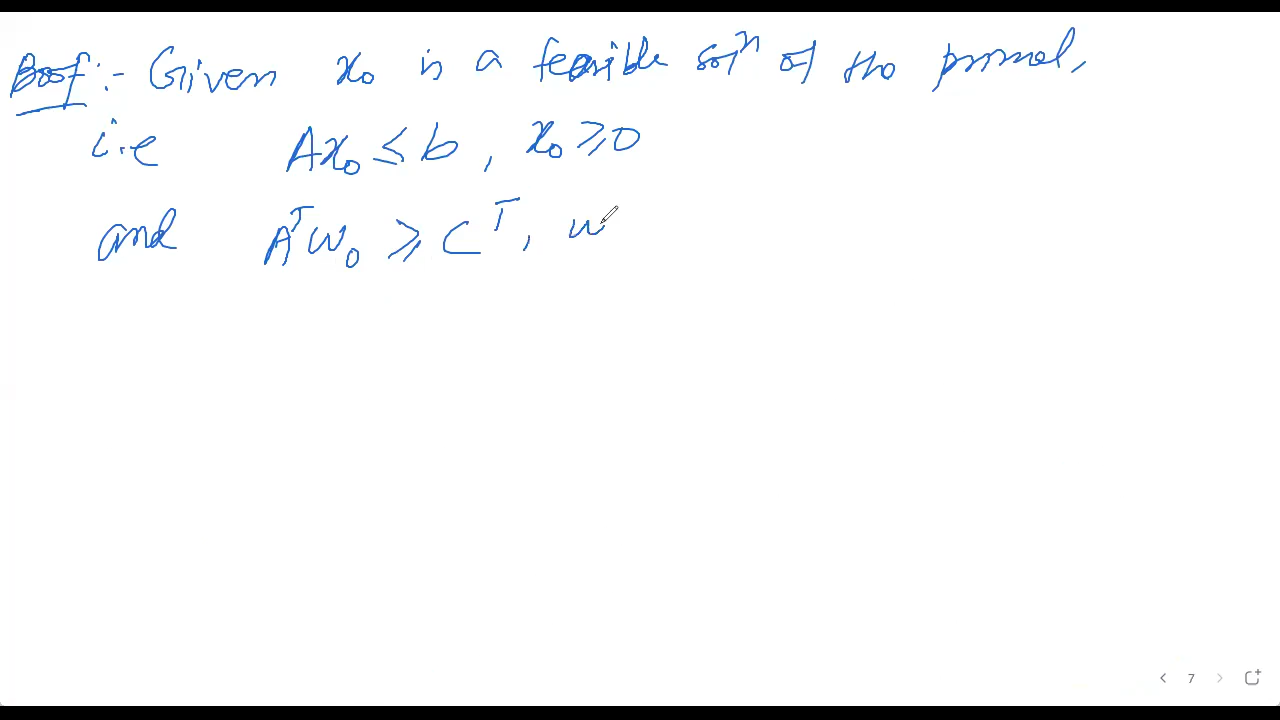 Proof :- Given x₀ is a feasible solⁿ of the primal,
i.e Ax₀ ≤ b, x₀ ≥ 0
and Aᵀw₀ ≥ Cᵀ, w
7